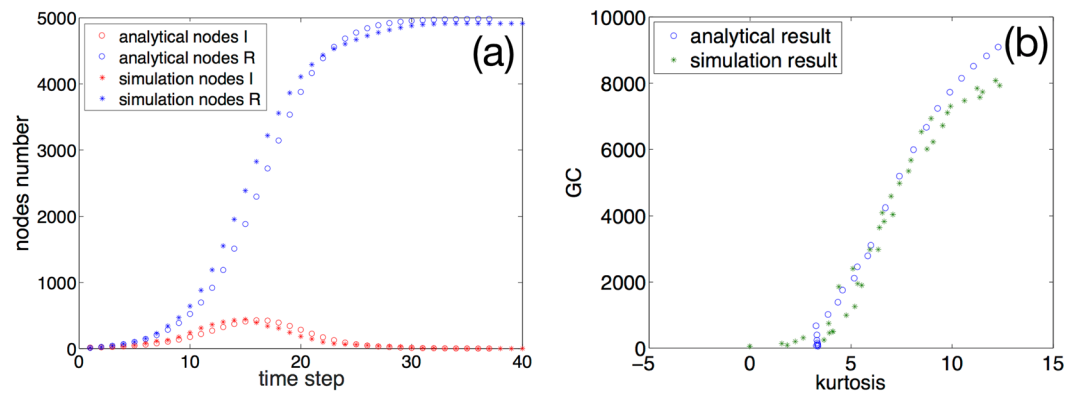 5000
4000
3000
2000
1000
0
0
10
20
30
40
nodes number
time step
analytical nodes I
analytical nodes R
simulation nodes I
simulation nodes R
(a)
10000
8000
6000
4000
2000
0
−5
0
5
10
15
GC
kurtosis
analytical result
simulation result
(b)